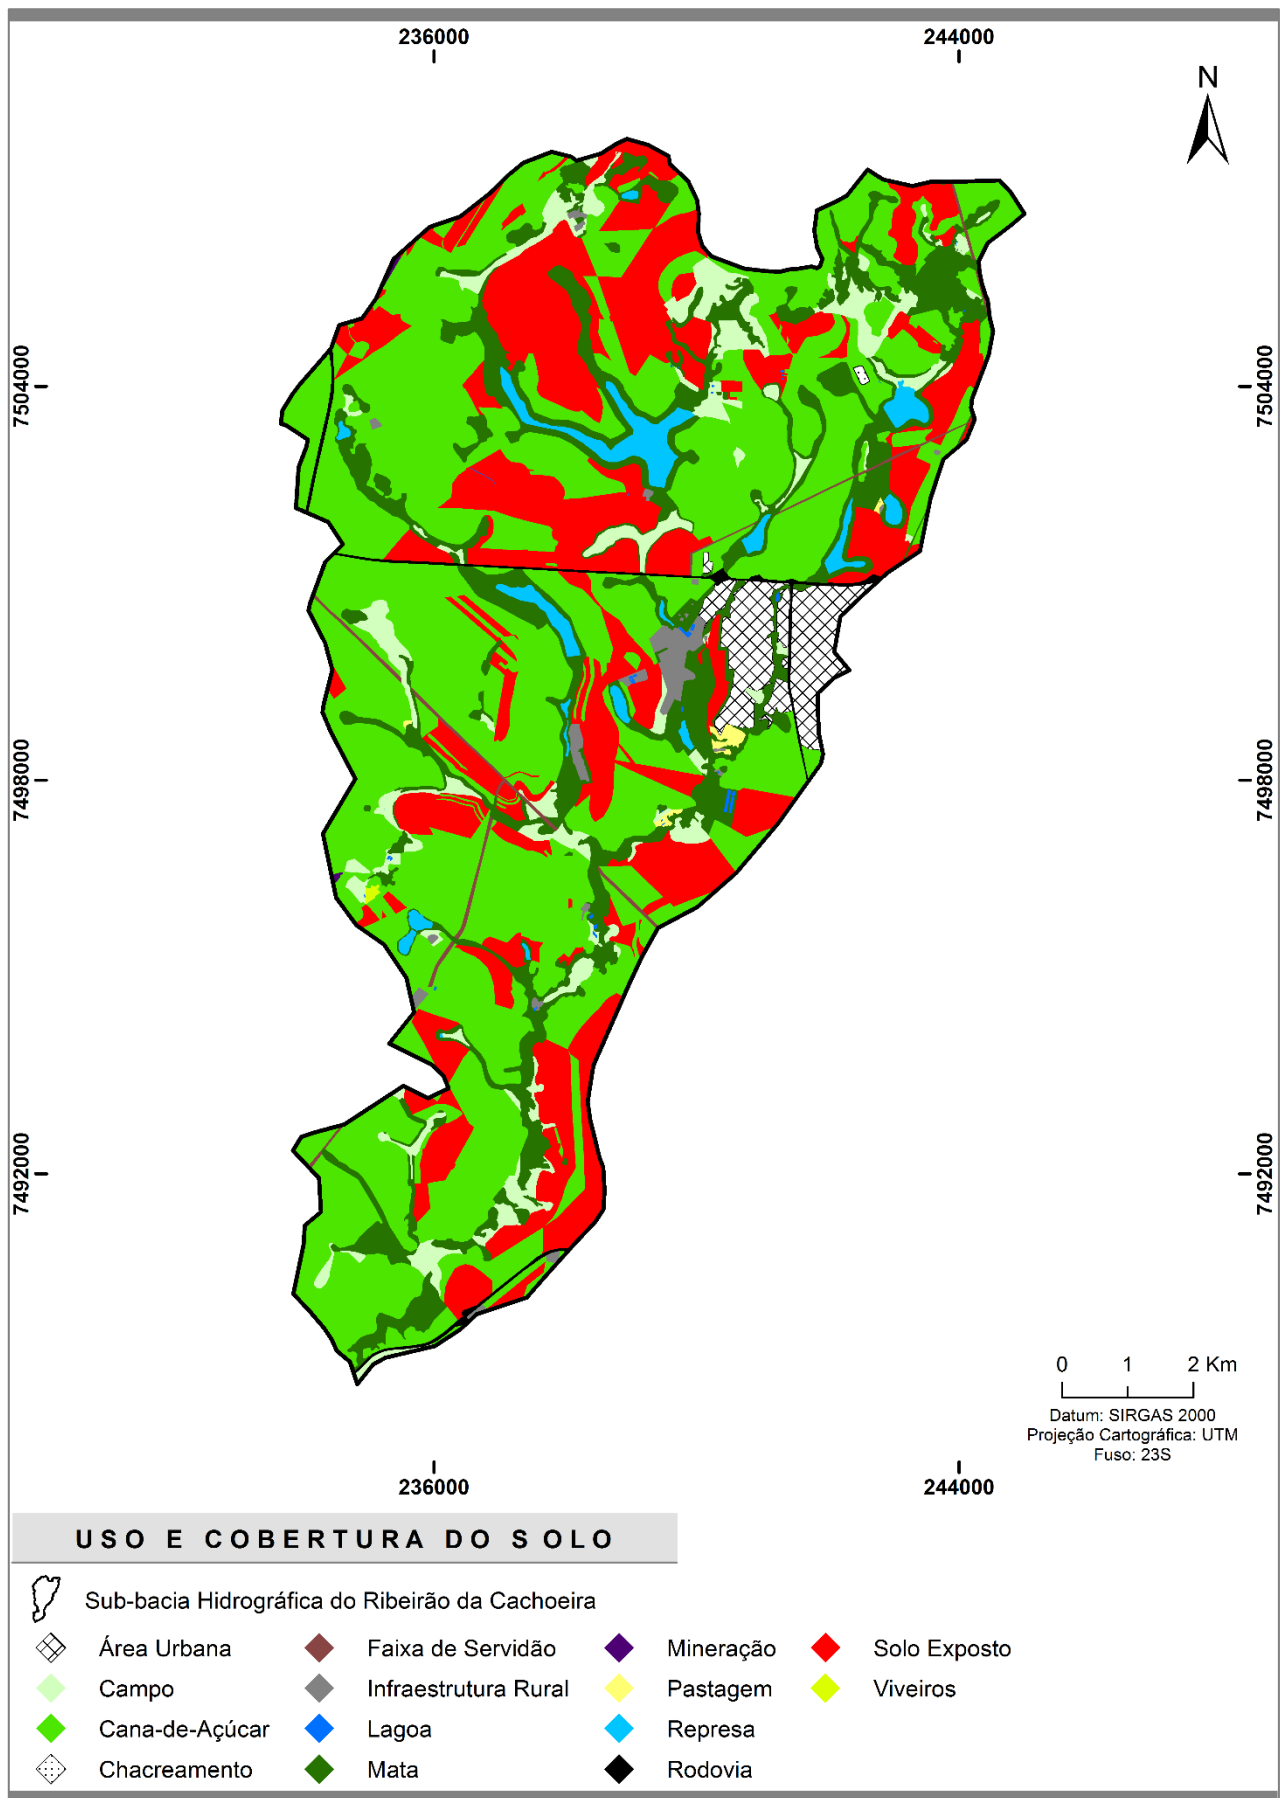 236000 244000
N
7504000 7504000
7498000 7498000
7492000 7492000
0 1 2 Km
Datum: SIRGAS 2000
Projeção Cartográfica: UTM
Fuso: 23S
236000 244000
USO E COBERTURA DO SOLO
Sub-bacia Hidrográfica do Ribeirão da Cachoeira
Área Urbana Faixa de Servidão Mineração Solo Exposto
Campo Infraestrutura Rural Pastagem Viveiros
Cana-de-Açúcar Lagoa Represa
Chacreamento Mata Rodovia